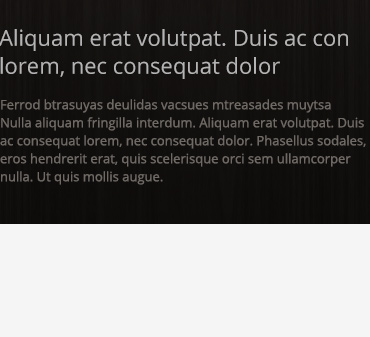 Aliquam erat volutpat. Duis ac con
lorem, nec consequat dolor
Ferrod btrasuyas deulidas vacsues mtreasades muytsa
Nulla aliquam fringilla interdum. Aliquam erat volutpat. Duis
ac consequat lorem, nec consequat dolor. Phasellus sodales,
eros hendrerit erat, quis scelerisque orci sem ullamcorper
nulla. Ut quis mollis augue.